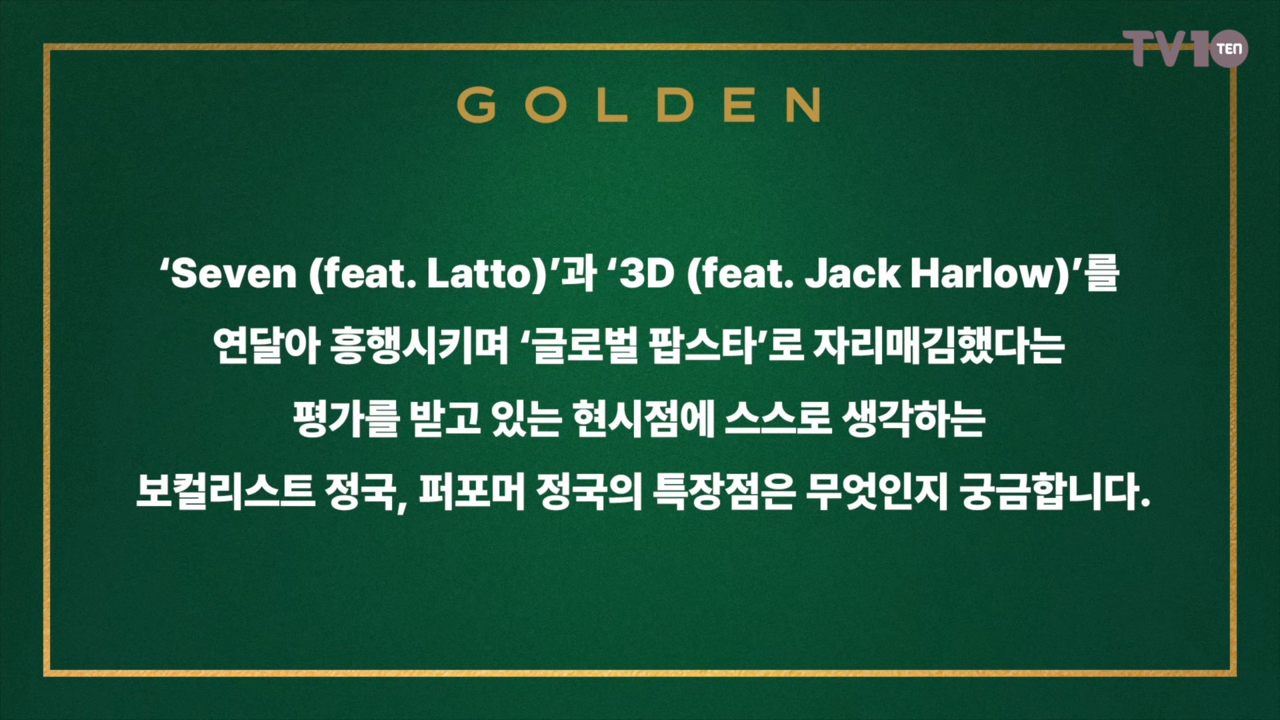 TV10 TEN
GOLDEN
‘Seven (feat. Latto)’과 ‘3D (feat. Jack Harlow)’를
연달아 흥행시키며 ‘글로벌 팝스타’로 자리매김했다는
평가를 받고 있는 현시점에 스스로 생각하는
보컬리스트 정국, 퍼포머 정국의 특장점은 무엇인지 궁금합니다.